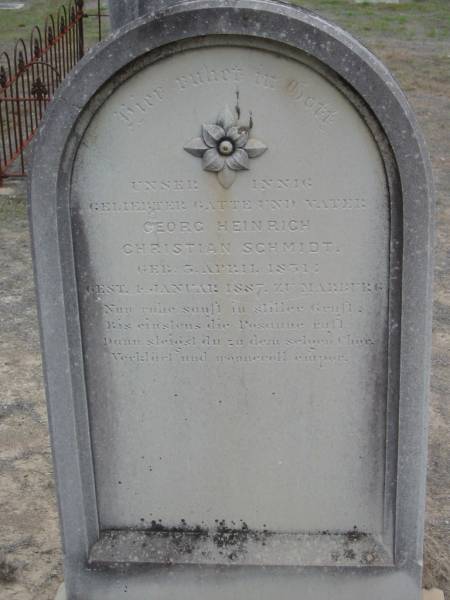 Hier ruhet in Gott
UNSER INNIG
GELIEBTER GATTE UND VATER
GEORG HEINRICH
CHRISTIAN SCHMIDT.
GEB. 3. APRIL 1831:
GEST. 4. JANUAR 1887. ZU MARBURG
Nun ruhe sanft in stiller Gruft,
Bis einstens die Posaune ruft,
Dann steigst du zu dem selgen Chor,
Verklärt und wonnevoll empor.